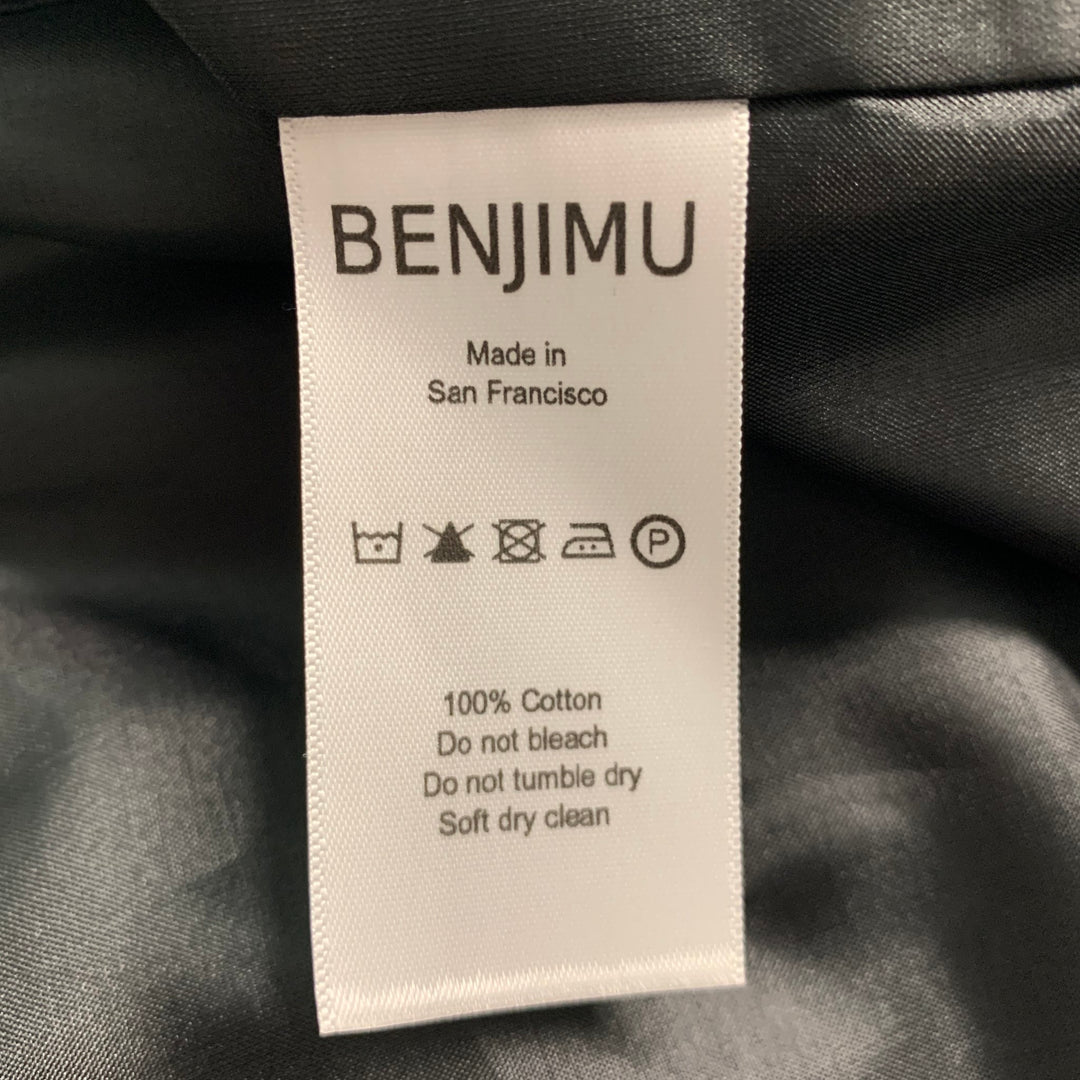 BENJIMU
Made in
San Francisco
P
100% Cotton
Do not bleach
Do not tumble dry
Soft dry clean